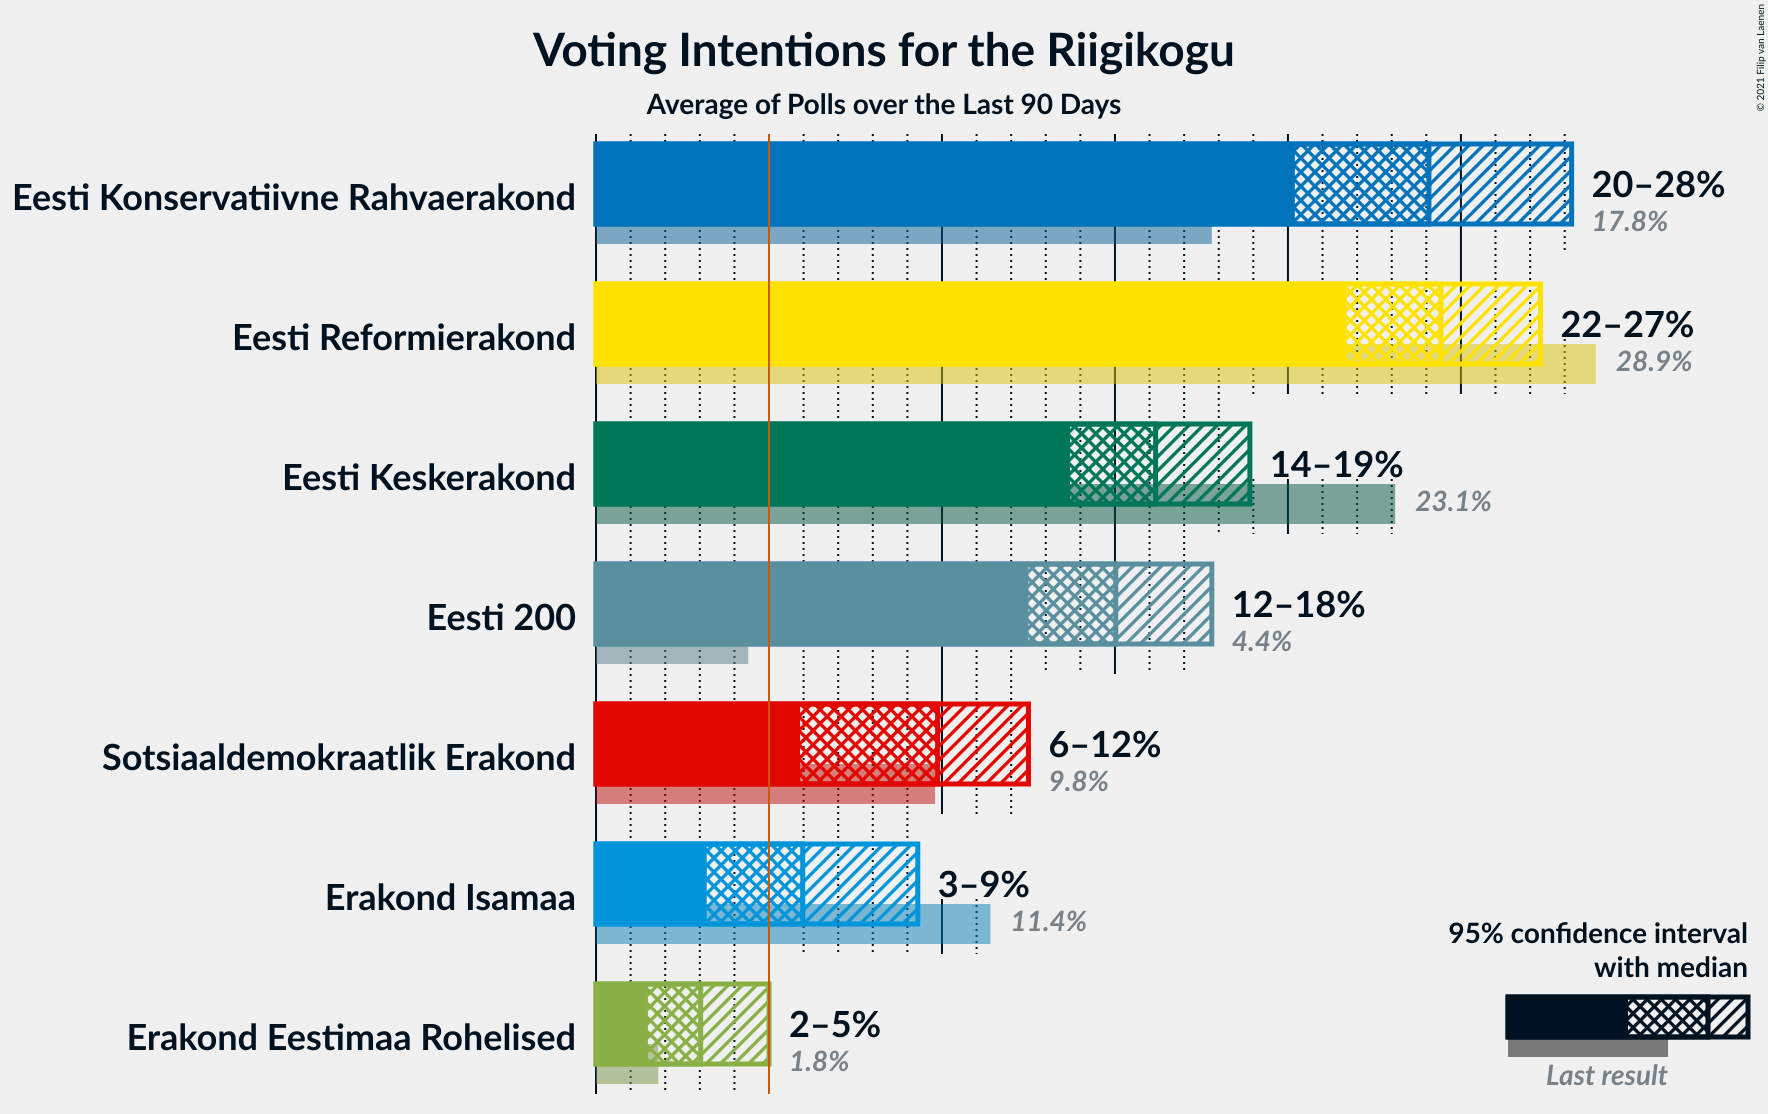 Voting Intentions for the Riigikogu
Average of Polls over the Last 90 Days
© 2021 Filip van Laenen
Eesti Konservatiivne Rahvaerakond
20–28%
17.8%
Eesti Reformierakond
22–27%
28.9%
Eesti Keskerakond
14–19%
23.1%
Eesti 200
12–18%
4.4%
Sotsiaaldemokraatlik Erakond
6–12%
9.8%
Erakond Isamaa
3–9%
11.4%
Erakond Eestimaa Rohelised
2–5%
1.8%
95% confidence interval
with median
Last result